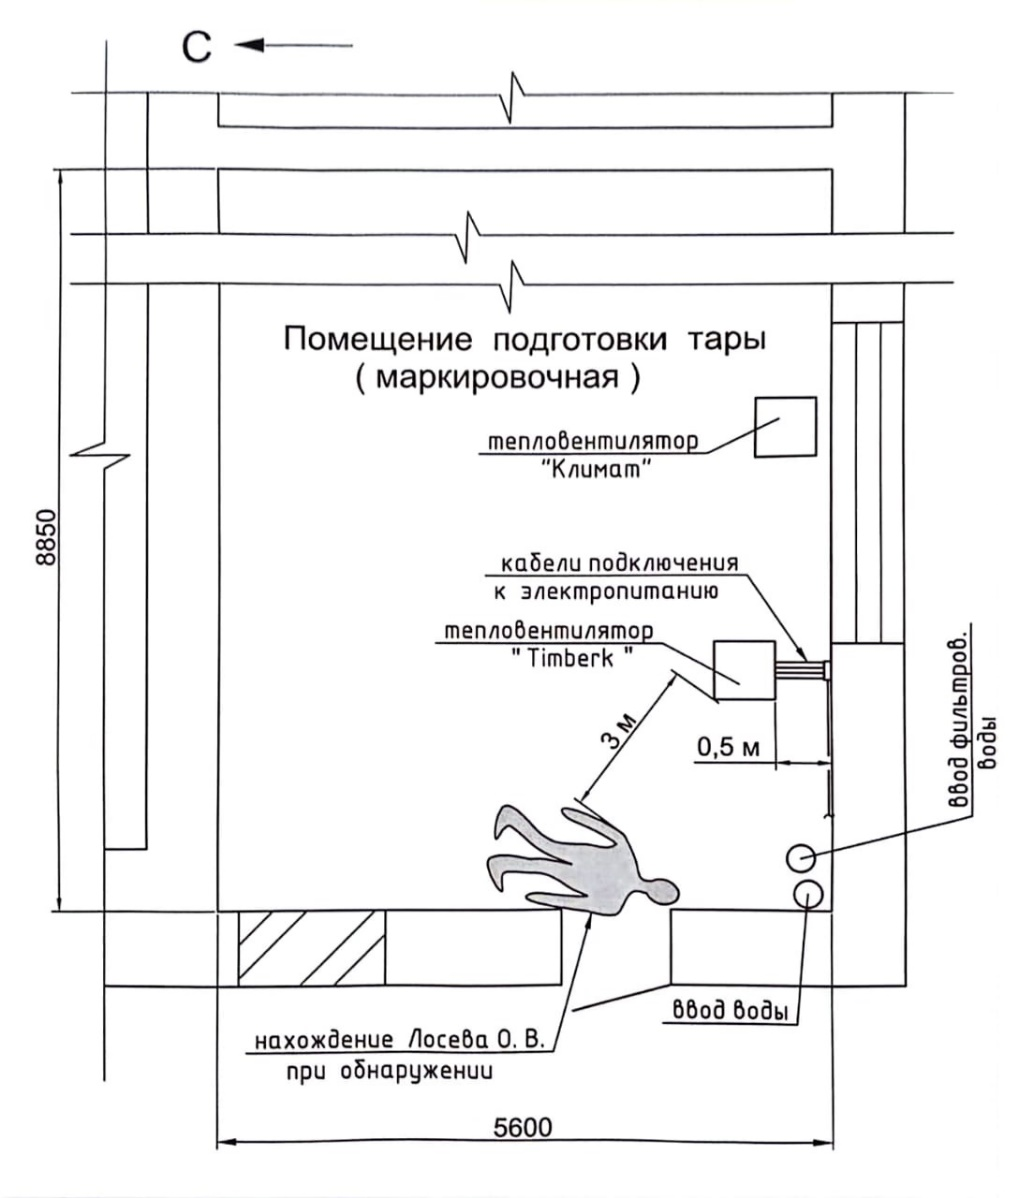 С
Помещение подготовки тары
( маркировочная )
тепловентилятор
"Климат"
кабели подключения
к электропитанию
тепловентилятор
" Timberk "
8850
3 м
0,5 м
ввод фильтров.
воды
ввод воды
нахождение Лосева О. В.
при обнаружении
5600